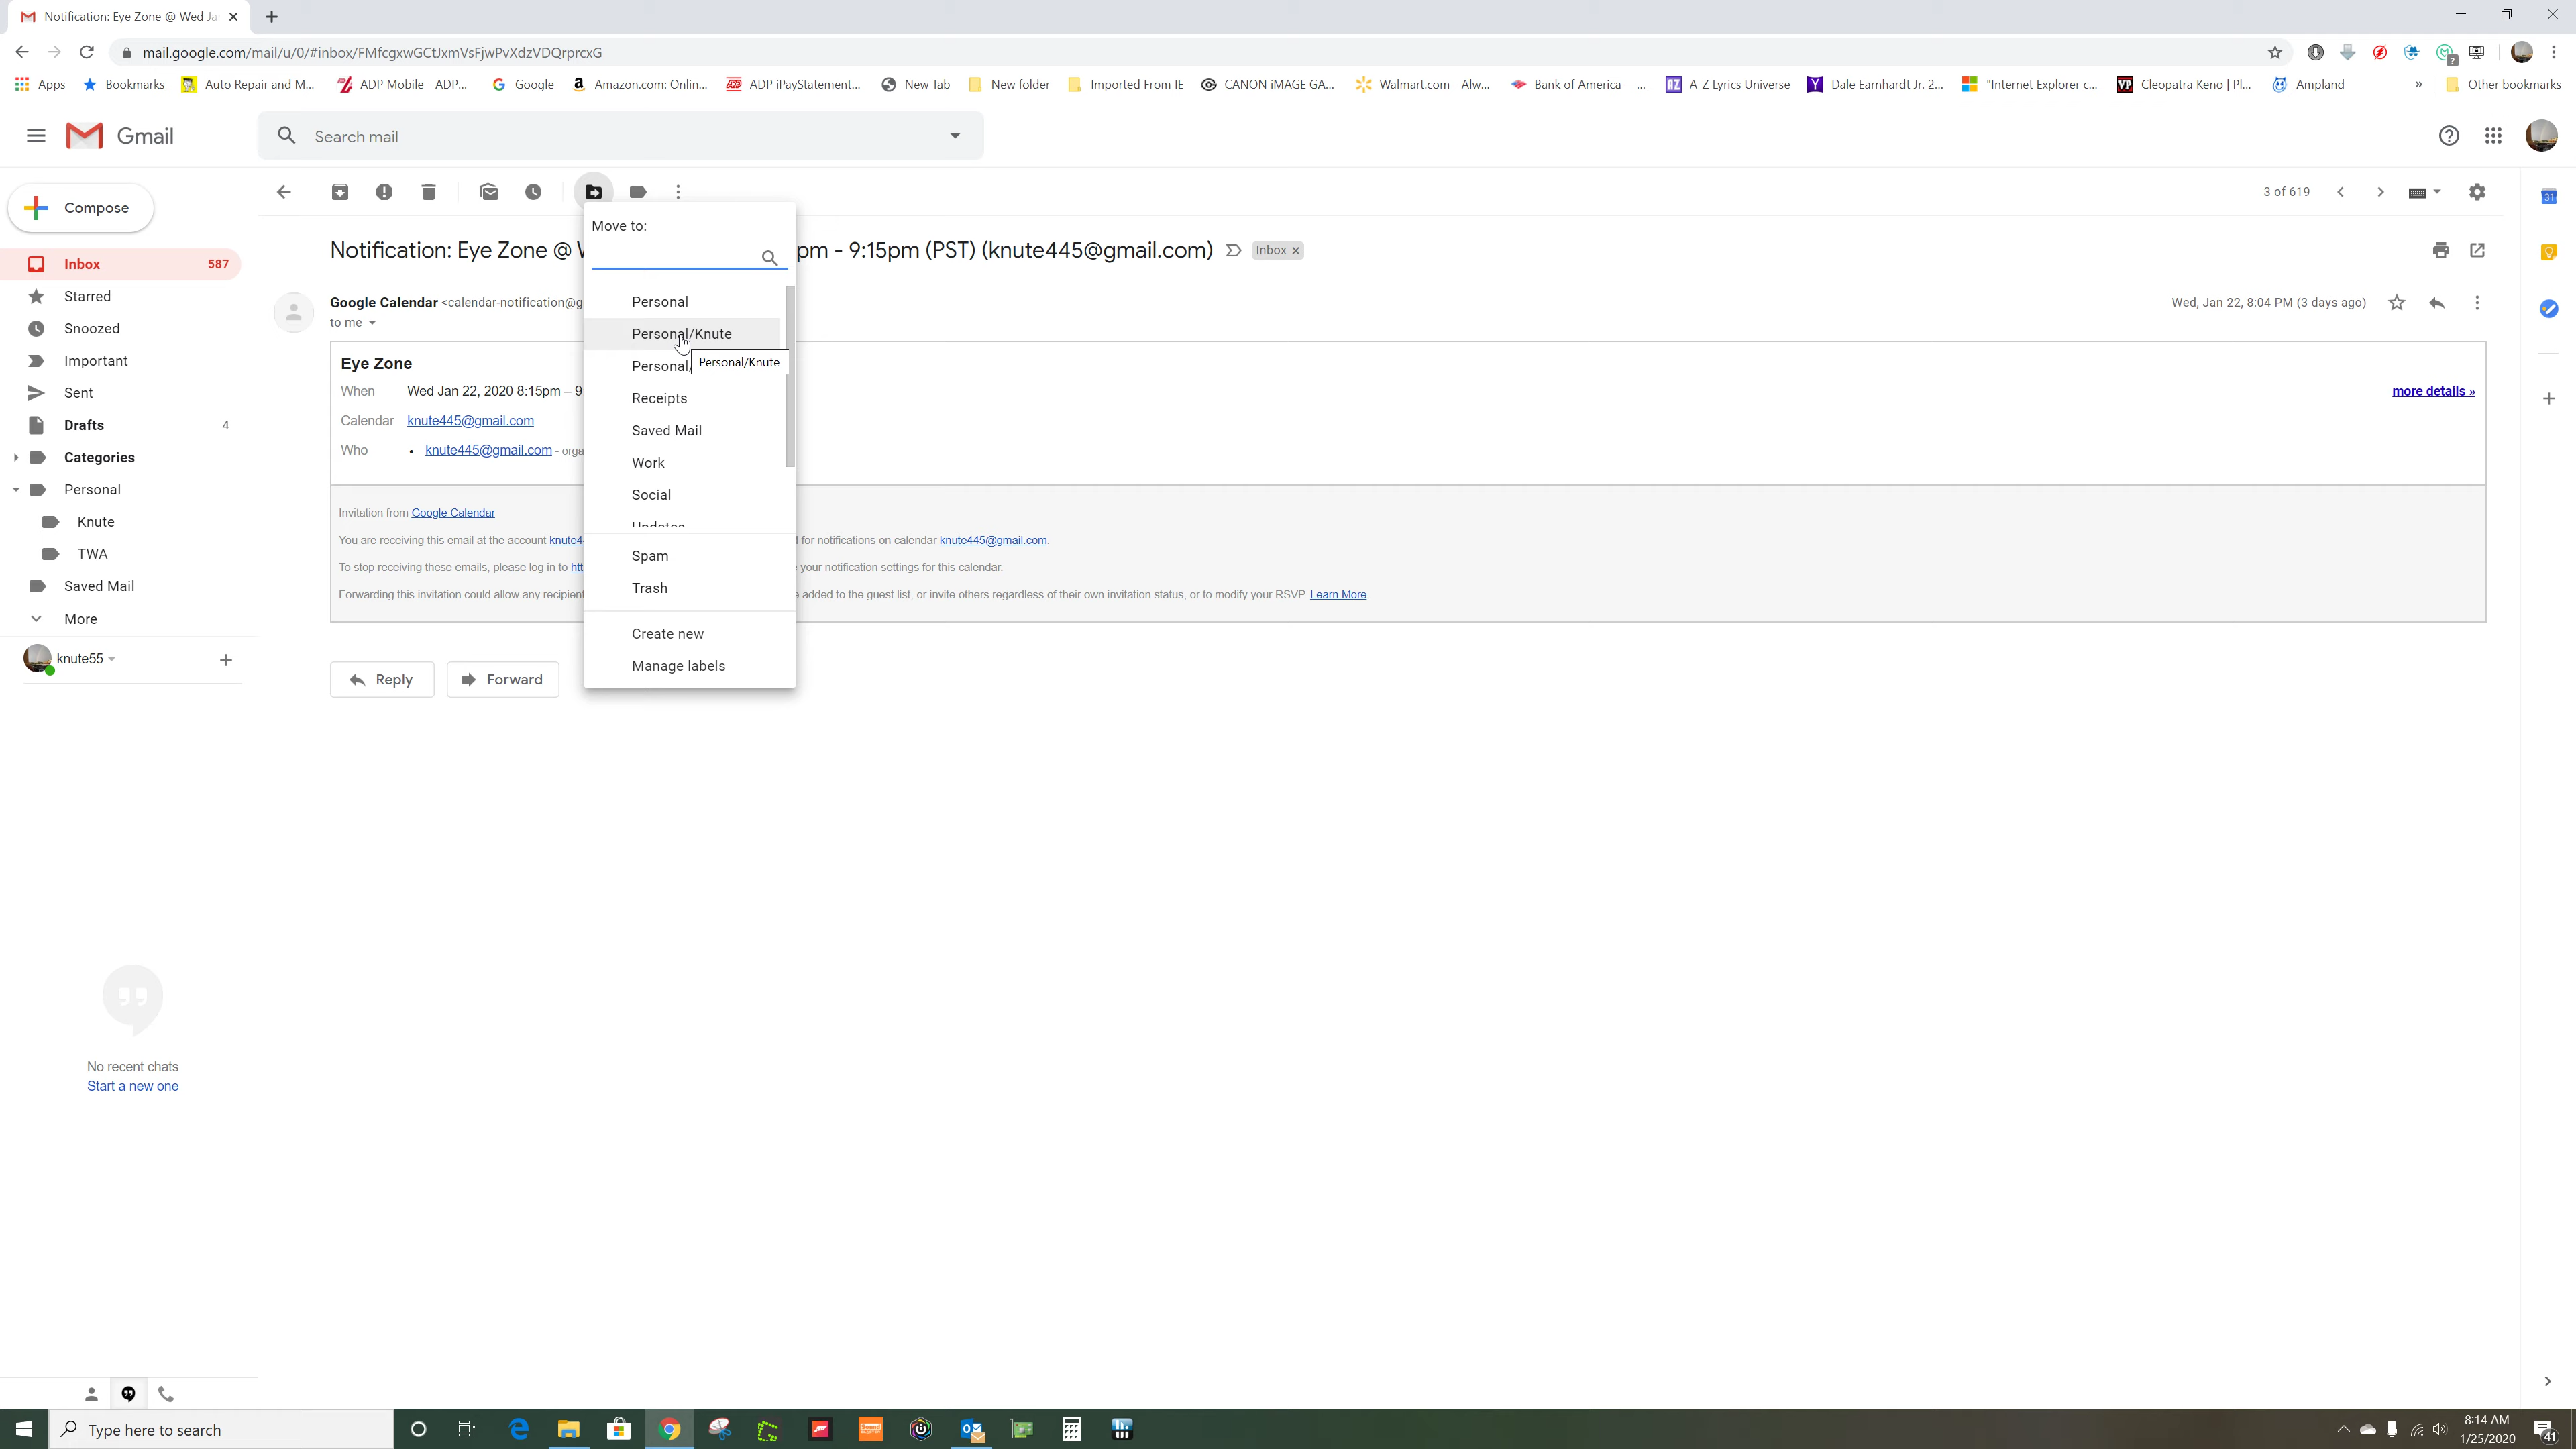 Notification: Eye Zone @ Wed Ja
mail.google.com/mail/u/0/#inbox/FMfcgxwGCtJxmVsFjwPvXdzVDQrprcxG
Apps Bookmarks Auto Repair and M... ADP Mobile - ADP... Google Amazon.com: Onlin... ADP iPayStatement... New Tab New folder Imported From IE CANON iMAGE GA... Walmart.com - Alw... Bank of America —... A-Z Lyrics Universe Dale Earnhardt Jr. 2... "Internet Explorer c... Cleopatra Keno | Pl... Ampland » Other bookmarks
Gmail
Search mail
Compose
3 of 619
Inbox 587
Starred
Snoozed
Important
Sent
Drafts 4
Categories
Personal
Knute
TWA
Saved Mail
More
knute55
No recent chats
Start a new one
Notification: Eye Zone @ pm - 9:15pm (PST) (knute445@gmail.com) Inbox x
Google Calendar <calendar-notification@g
Wed, Jan 22, 8:04 PM (3 days ago)
to me
Eye Zone
When Wed Jan 22, 2020 8:15pm – 9
more details »
Calendar knute445@gmail.com
Who • knute445@gmail.com - orga
Invitation from Google Calendar
You are receiving this email at the account knute4 for notifications on calendar knute445@gmail.com.
To stop receiving these emails, please log in to htt your notification settings for this calendar.
Forwarding this invitation could allow any recipient added to the guest list, or invite others regardless of their own invitation status, or to modify your RSVP. Learn More.
Reply Forward
Move to:
Personal
Personal/Knute
Personal/
Personal/Knute
Receipts
Saved Mail
Work
Social
Updates
Spam
Trash
Create new
Manage labels
Type here to search
8:14 AM
1/25/2020
41